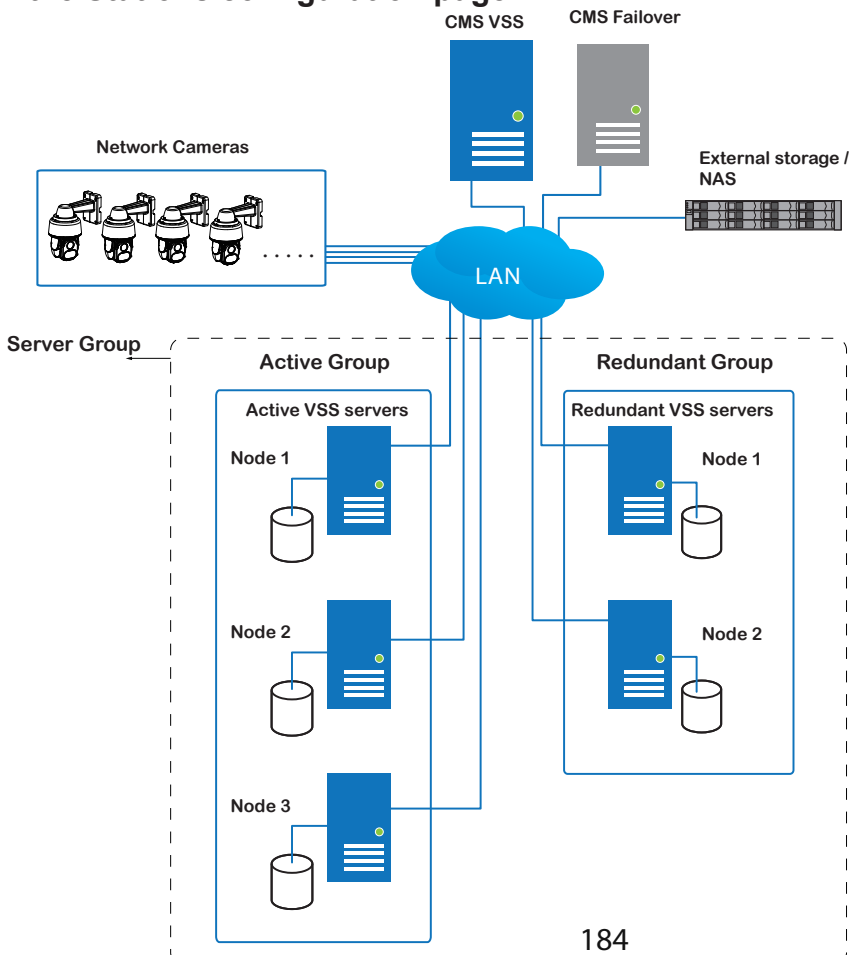 CMS VSS
CMS Failover
Network Cameras
External storage /
NAS
. . . . .
LAN
Server Group
Active Group
Redundant Group
Active VSS servers
Redundant VSS servers
Node 1
Node 1
Node 2
Node 2
Node 3
184